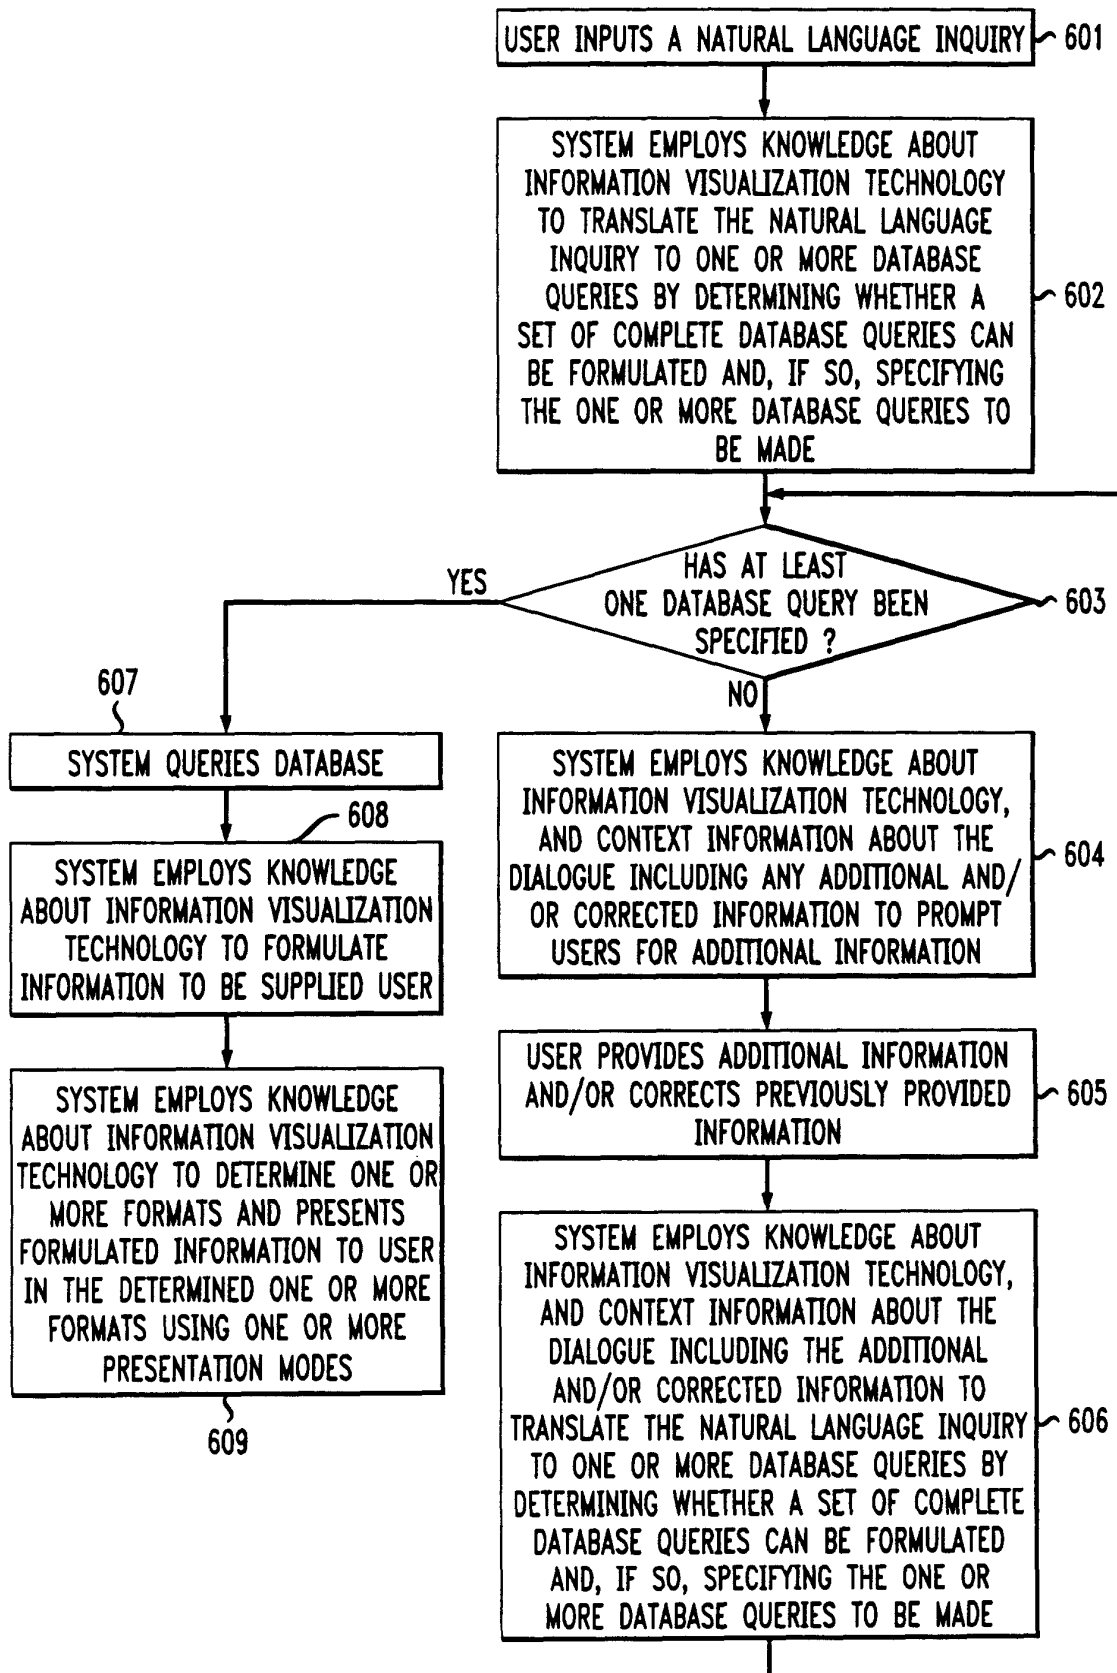 USER INPUTS A NATURAL LANGUAGE INQUIRY
601
SYSTEM EMPLOYS KNOWLEDGE ABOUT
INFORMATION VISUALIZATION TECHNOLOGY
TO TRANSLATE THE NATURAL LANGUAGE
INQUIRY TO ONE OR MORE DATABASE
QUERIES BY DETERMINING WHETHER A
SET OF COMPLETE DATABASE QUERIES CAN
BE FORMULATED AND, IF SO, SPECIFYING
THE ONE OR MORE DATABASE QUERIES TO
BE MADE
602
HAS AT LEAST
ONE DATABASE QUERY BEEN
SPECIFIED ?
603
YES
NO
607
SYSTEM QUERIES DATABASE
608
SYSTEM EMPLOYS KNOWLEDGE
ABOUT INFORMATION VISUALIZATION
TECHNOLOGY TO FORMULATE
INFORMATION TO BE SUPPLIED USER
SYSTEM EMPLOYS KNOWLEDGE
ABOUT INFORMATION VISUALIZATION
TECHNOLOGY TO DETERMINE ONE OR
MORE FORMATS AND PRESENTS
FORMULATED INFORMATION TO USER
IN THE DETERMINED ONE OR MORE
FORMATS USING ONE OR MORE
PRESENTATION MODES
609
SYSTEM EMPLOYS KNOWLEDGE ABOUT
INFORMATION VISUALIZATION TECHNOLOGY,
AND CONTEXT INFORMATION ABOUT THE
DIALOGUE INCLUDING ANY ADDITIONAL AND/
OR CORRECTED INFORMATION TO PROMPT
USERS FOR ADDITIONAL INFORMATION
604
USER PROVIDES ADDITIONAL INFORMATION
AND/OR CORRECTS PREVIOUSLY PROVIDED
INFORMATION
605
SYSTEM EMPLOYS KNOWLEDGE ABOUT
INFORMATION VISUALIZATION TECHNOLOGY,
AND CONTEXT INFORMATION ABOUT THE
DIALOGUE INCLUDING THE ADDITIONAL
AND/OR CORRECTED INFORMATION TO
TRANSLATE THE NATURAL LANGUAGE INQUIRY
TO ONE OR MORE DATABASE QUERIES BY
DETERMINING WHETHER A SET OF COMPLETE
DATABASE QUERIES CAN BE FORMULATED
AND, IF SO, SPECIFYING THE ONE OR
MORE DATABASE QUERIES TO BE MADE
606